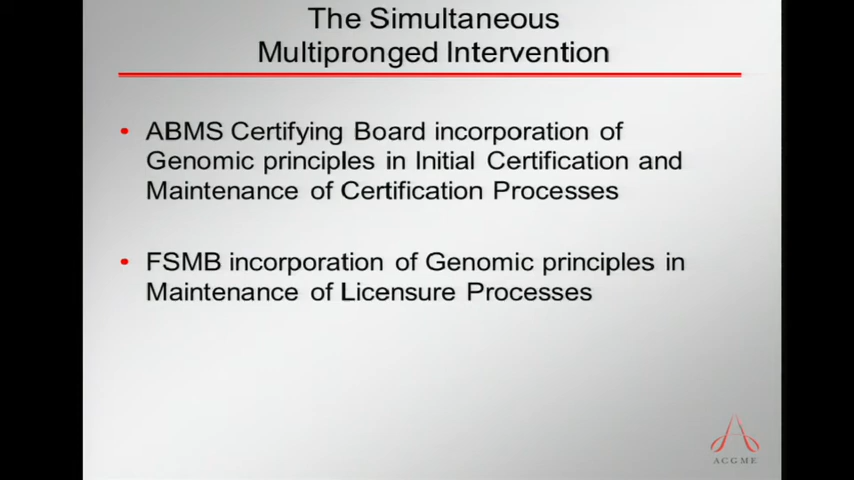 The Simultaneous
Multipronged Intervention
• ABMS Certifying Board incorporation of
Genomic principles in Initial Certification and
Maintenance of Certification Processes
• FSMB incorporation of Genomic principles in
Maintenance of Licensure Processes
ACGME